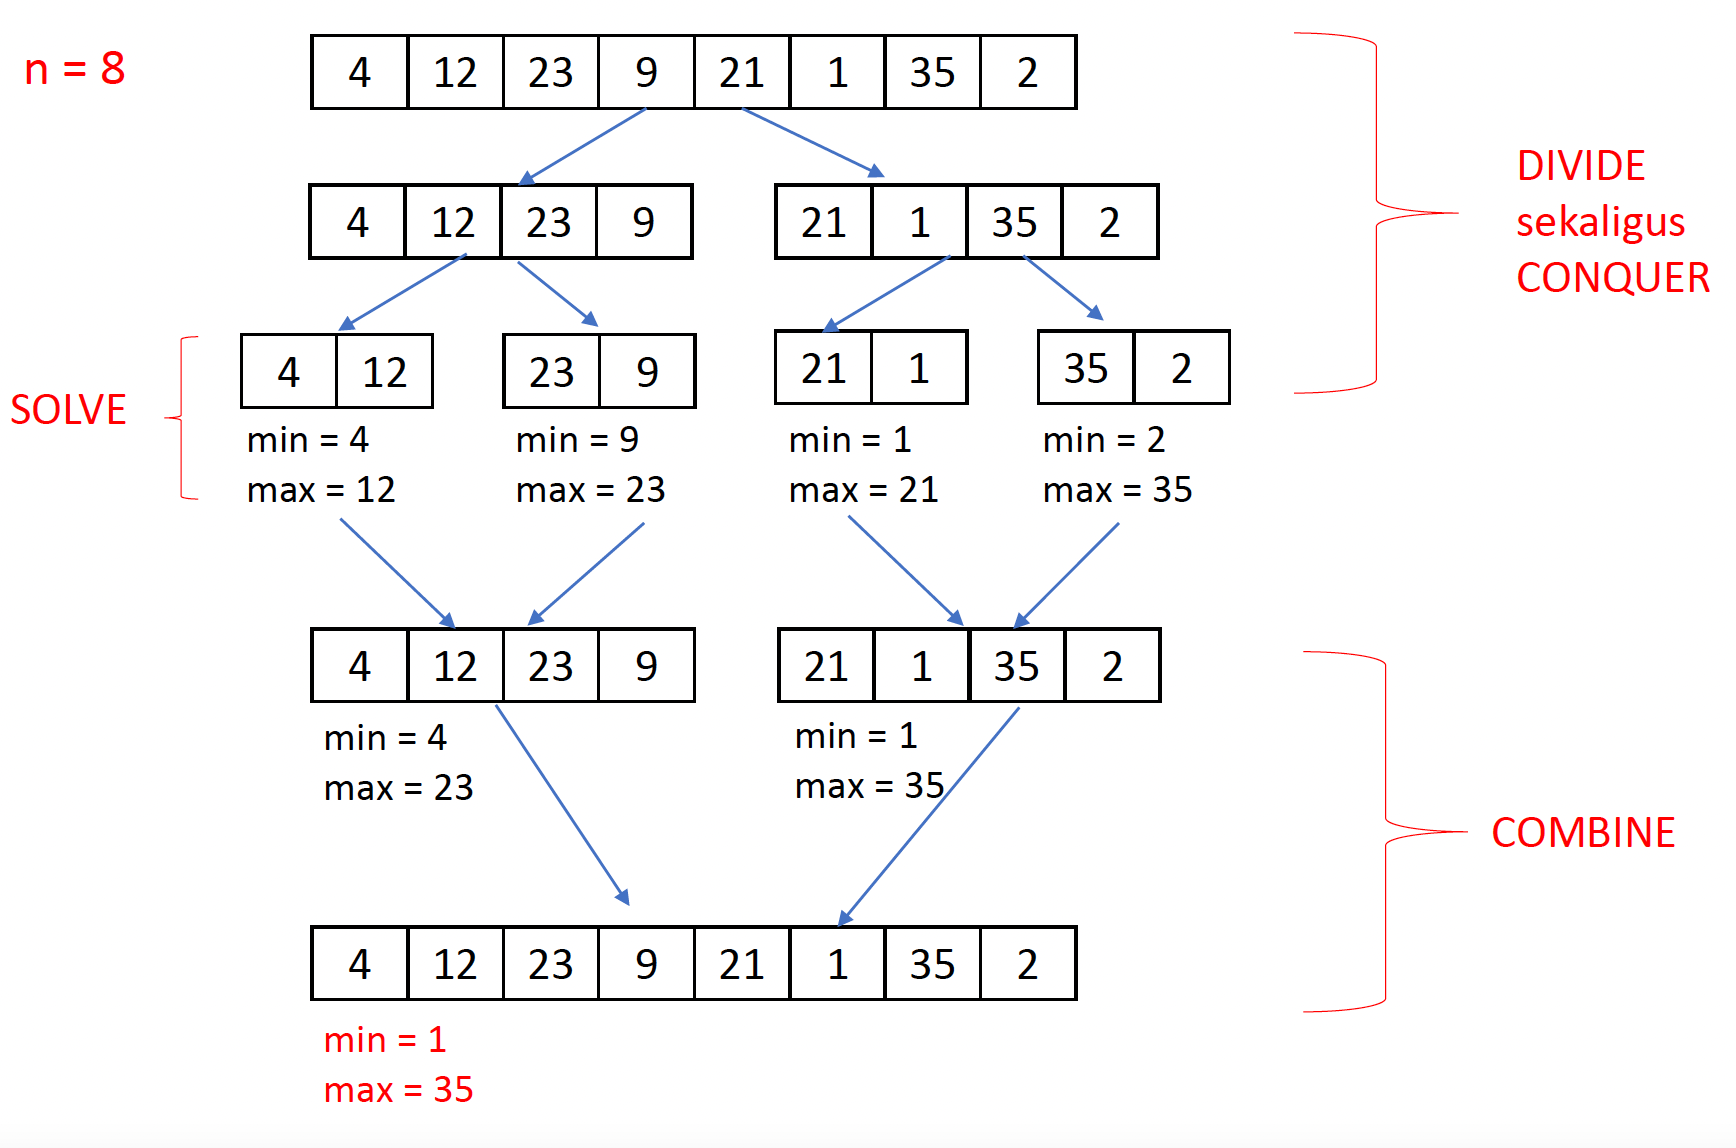 n = 8
4 12 23 9 21 1 35 2
4 12 23 9
21 1 35 2
DIVIDE
sekaligus
CONQUER
SOLVE
4 12
min = 4
max = 12
23 9
min = 9
max = 23
21 1
min = 1
max = 21
35 2
min = 2
max = 35
4 12 23 9
min = 4
max = 23
21 1 35 2
min = 1
max = 35
COMBINE
4 12 23 9 21 1 35 2
min = 1
max = 35